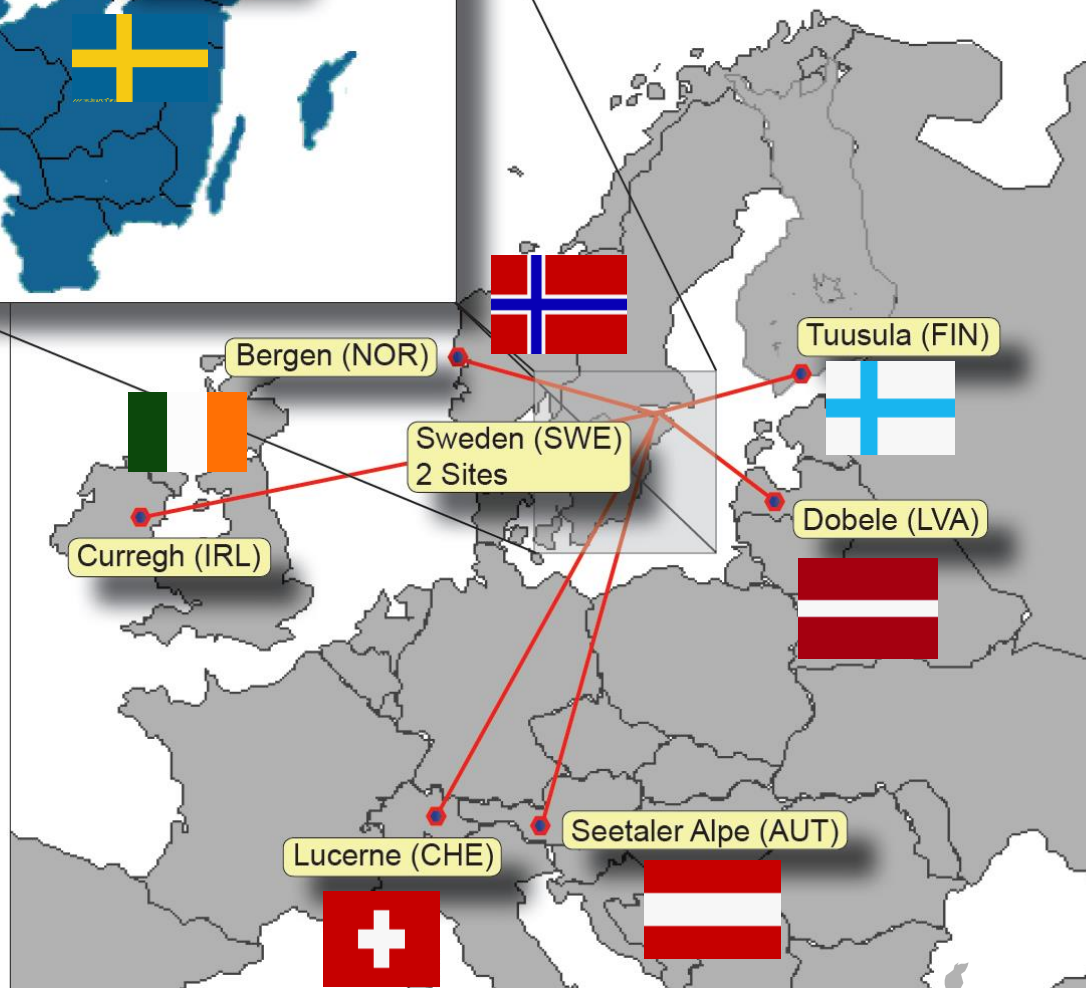 Bergen (NOR)
Tuusula (FIN)
Sweden (SWE)
2 Sites
Dobele (LVA)
Curregh (IRL)
Seetaler Alpe (AUT)
Lucerne (CHE)